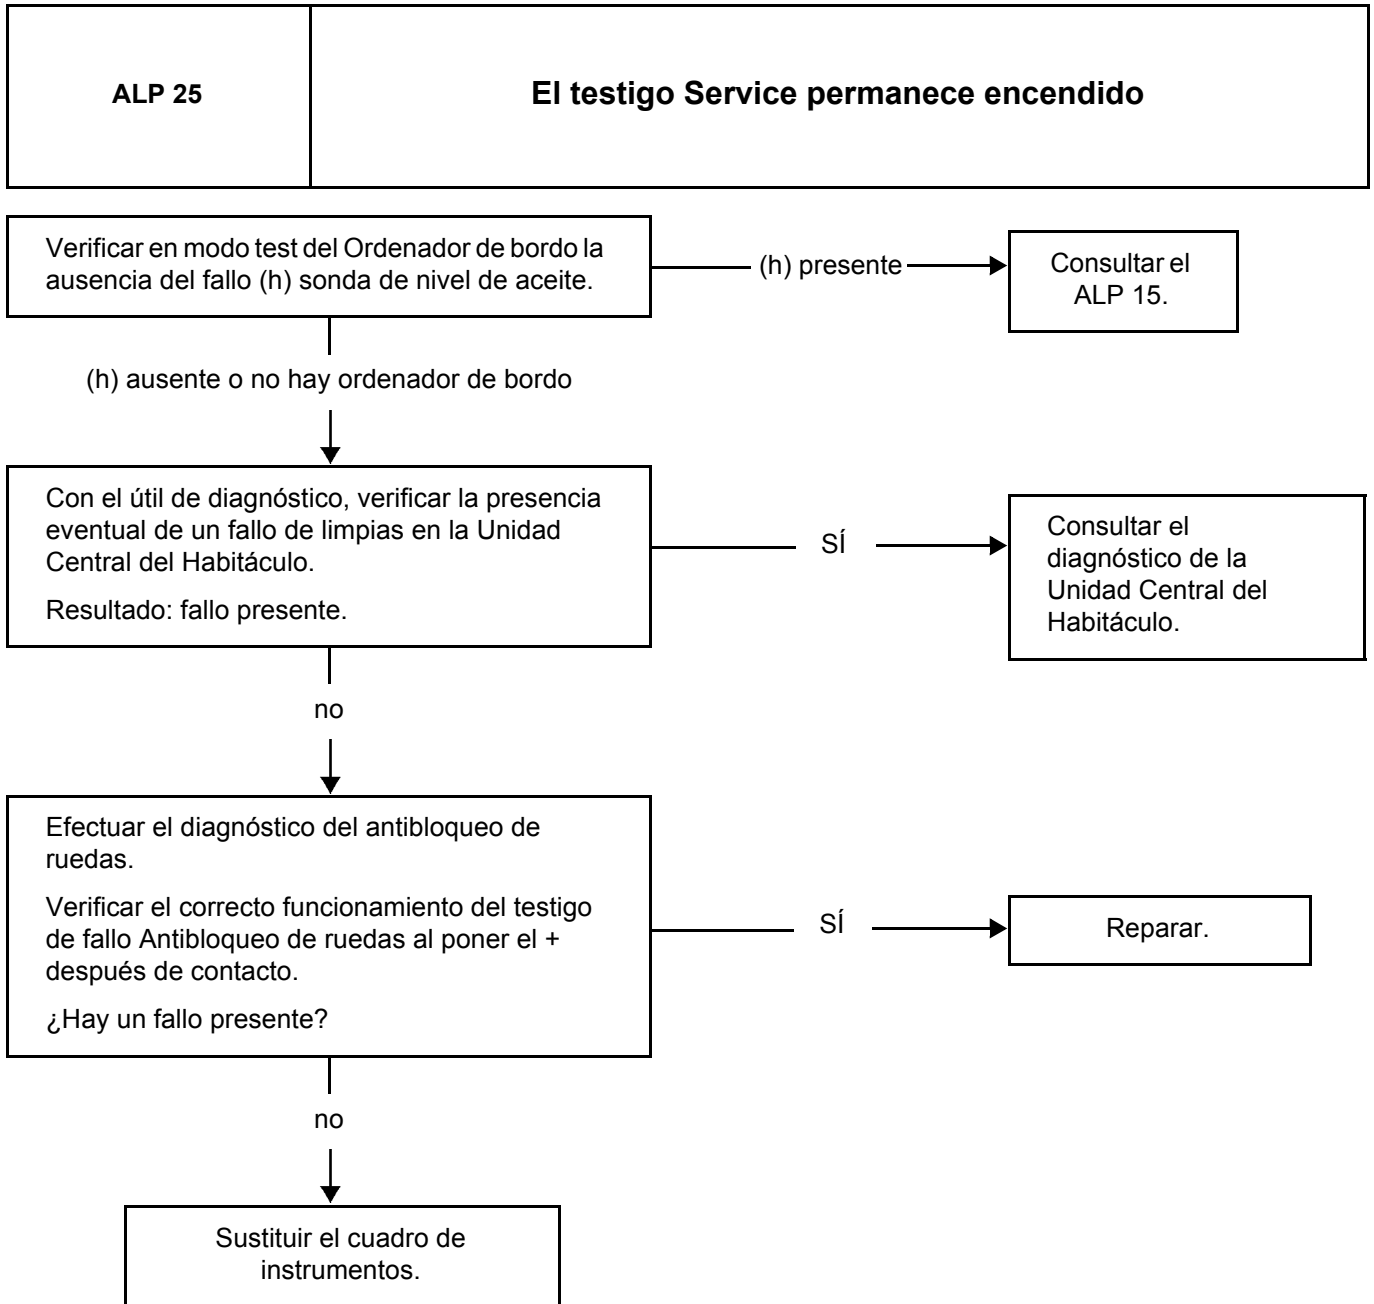 ALP 25
El testigo Service permanece encendido
Verificar en modo test del Ordenador de bordo la
ausencia del fallo (h) sonda de nivel de aceite.
(h) presente
Consultar el
ALP 15.
(h) ausente o no hay ordenador de bordo
Con el útil de diagnóstico, verificar la presencia
eventual de un fallo de limpias en la Unidad
Central del Habitáculo.
Resultado: fallo presente.
SÍ
Consultar el
diagnóstico de la
Unidad Central del
Habitáculo.
no
Efectuar el diagnóstico del antibloqueo de
ruedas.
Verificar el correcto funcionamiento del testigo
de fallo Antibloqueo de ruedas al poner el +
después de contacto.
¿Hay un fallo presente?
SÍ
Reparar.
no
Sustituir el cuadro de
instrumentos.